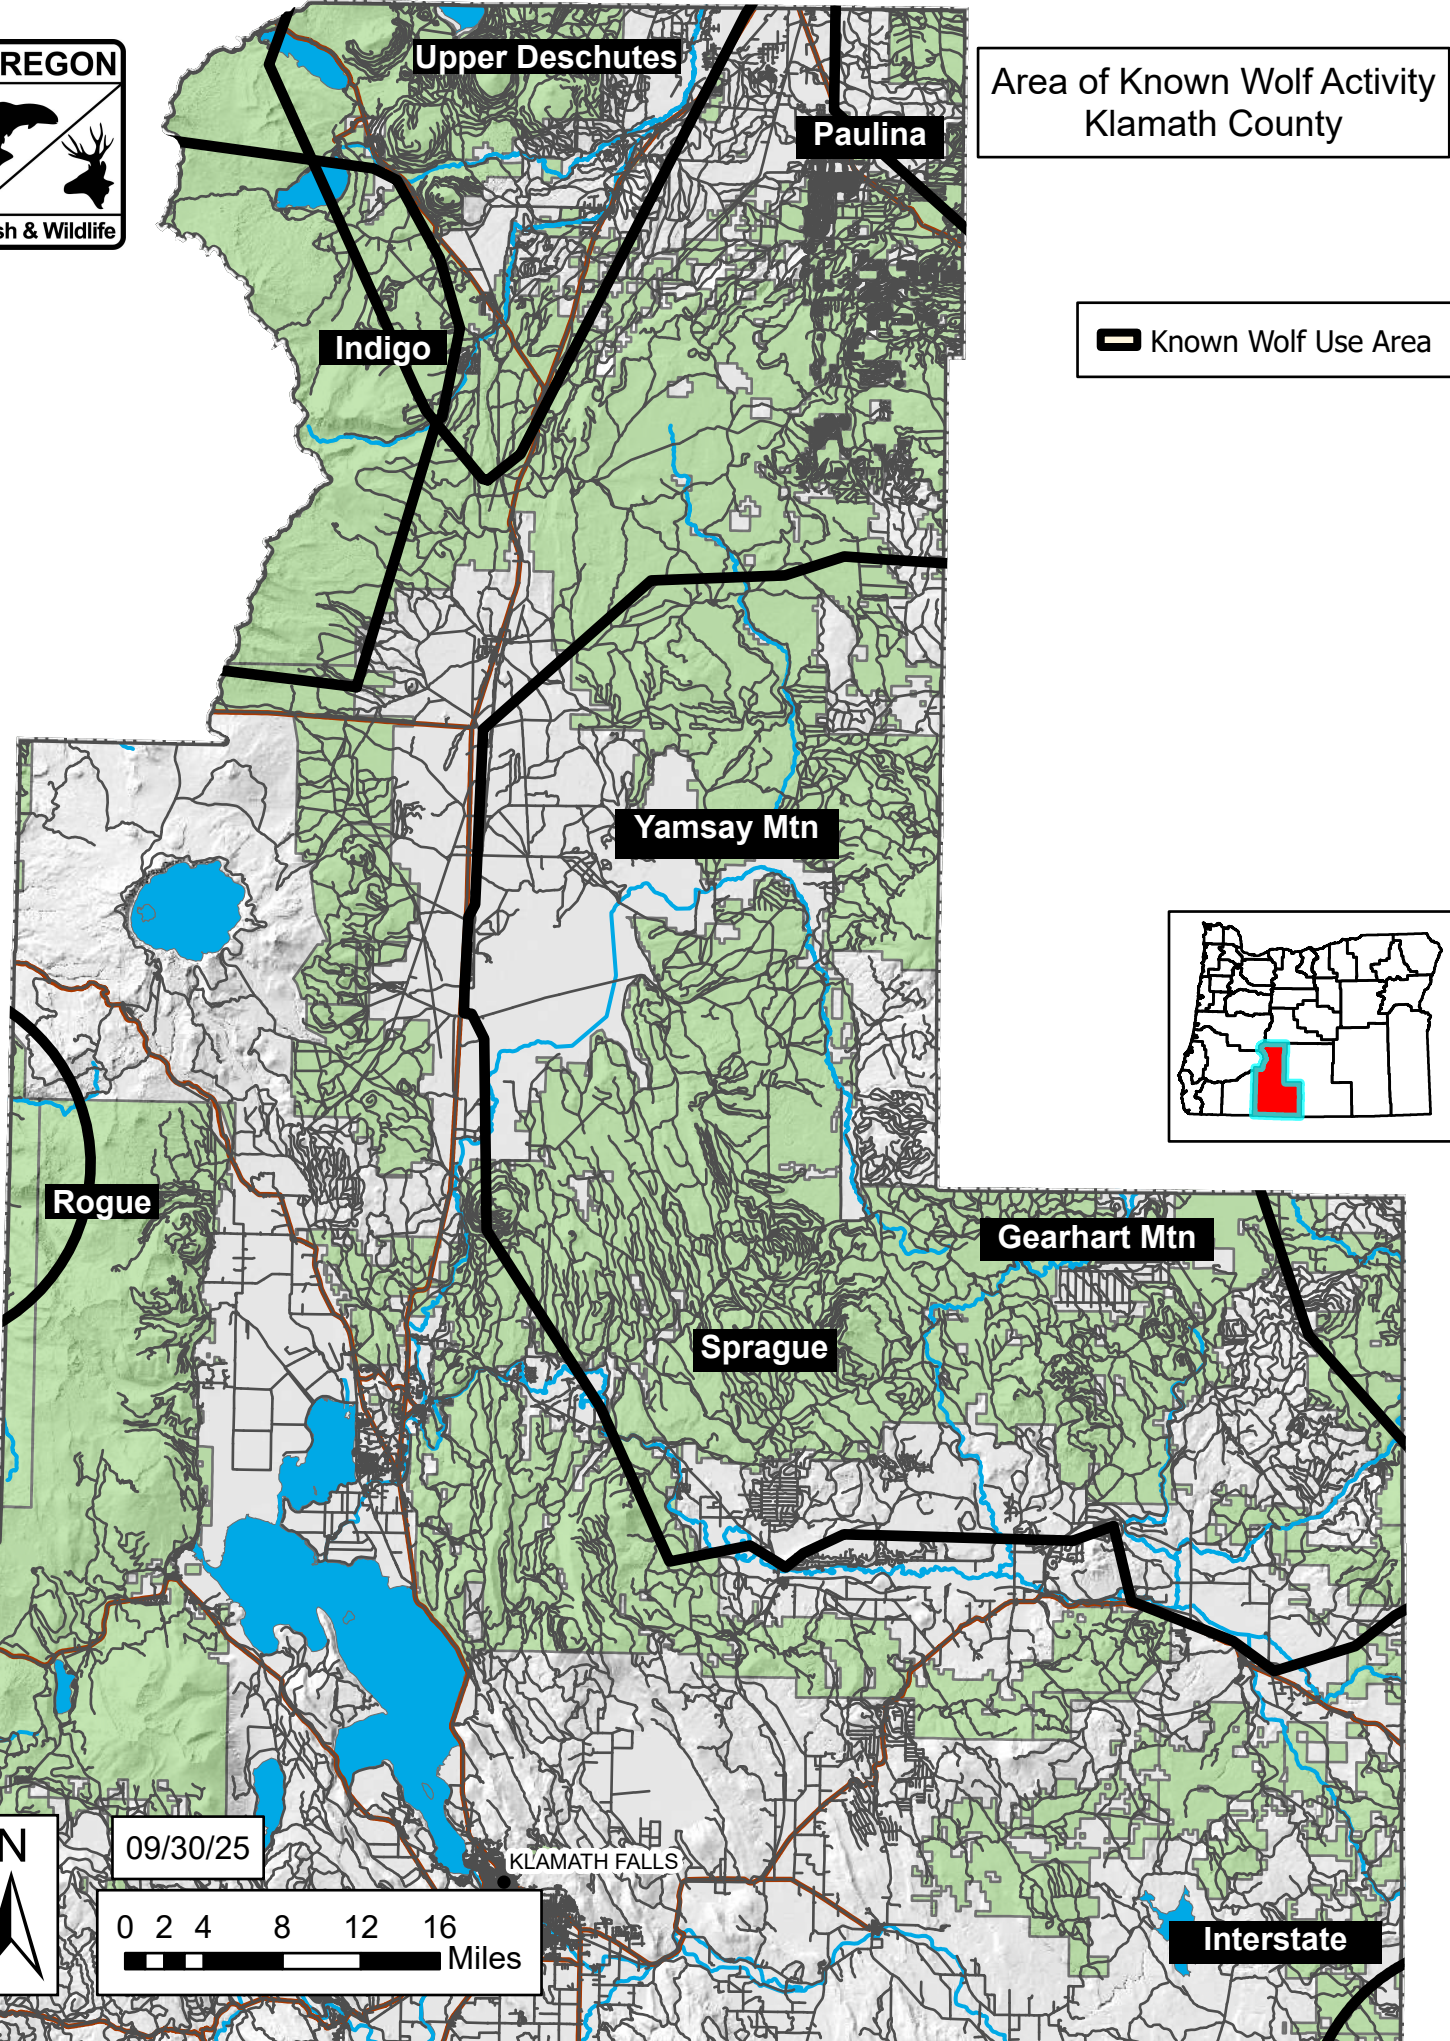 REGON
sh & Wildlife
Upper Deschutes
Paulina
Area of Known Wolf Activity
Klamath County
Indigo
Known Wolf Use Area
Yamsay Mtn
Rogue
Gearhart Mtn
Sprague
N
09/30/25
KLAMATH FALLS
0 2 4 8 12 16
Miles
Interstate